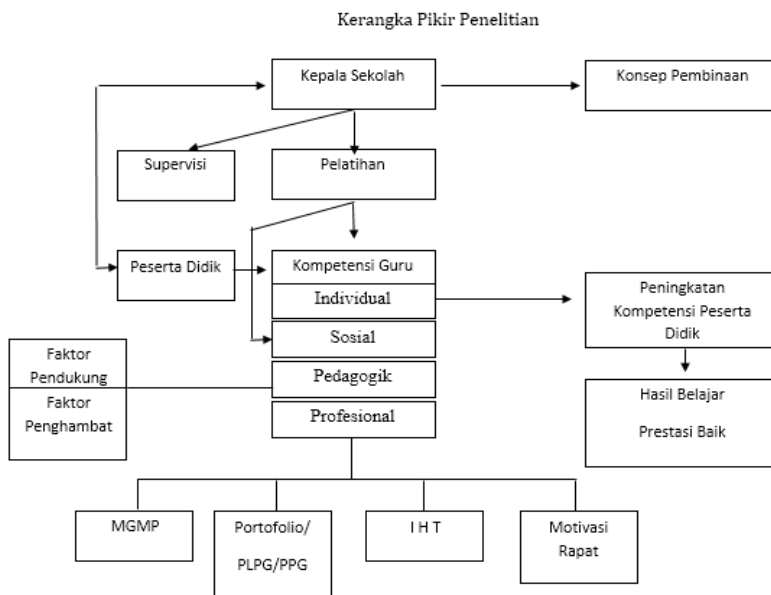 Kerangka Pikir Penelitian
Kepala Sekolah
Konsep Pembinaan
Supervisi
Pelatihan
Peserta Didik
Kompetensi Guru
Individual
Sosial
Pedagogik
Profesional
Peningkatan
Kompetensi Peserta
Didik
Faktor
Pendukung
Faktor
Penghambat
Hasil Belajar
Prestasi Baik
MGMP
Portofolio/
PLPG/PPG
I H T
Motivasi
Rapat